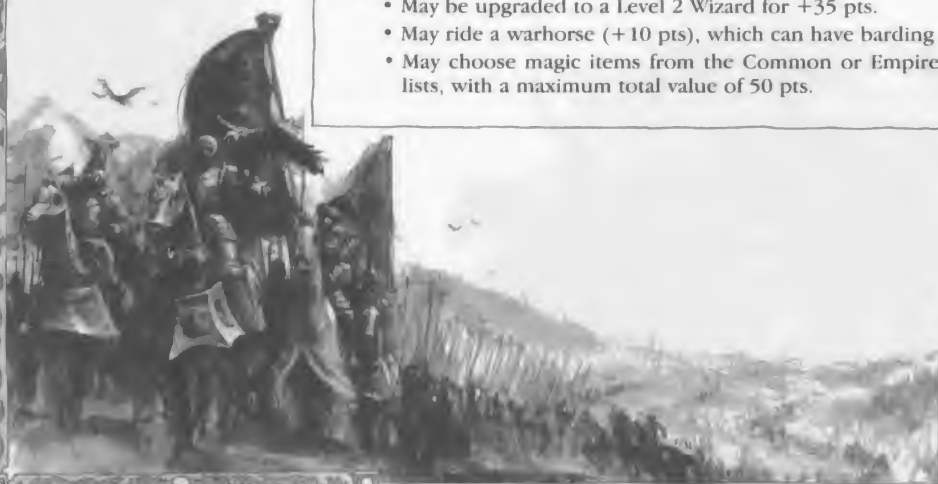 • May be upgraded to a Level 2 Wizard for +35 pts.
• May ride a warhorse (+10 pts), which can have barding
• May choose magic items from the Common or Empire
lists, with a maximum total value of 50 pts.